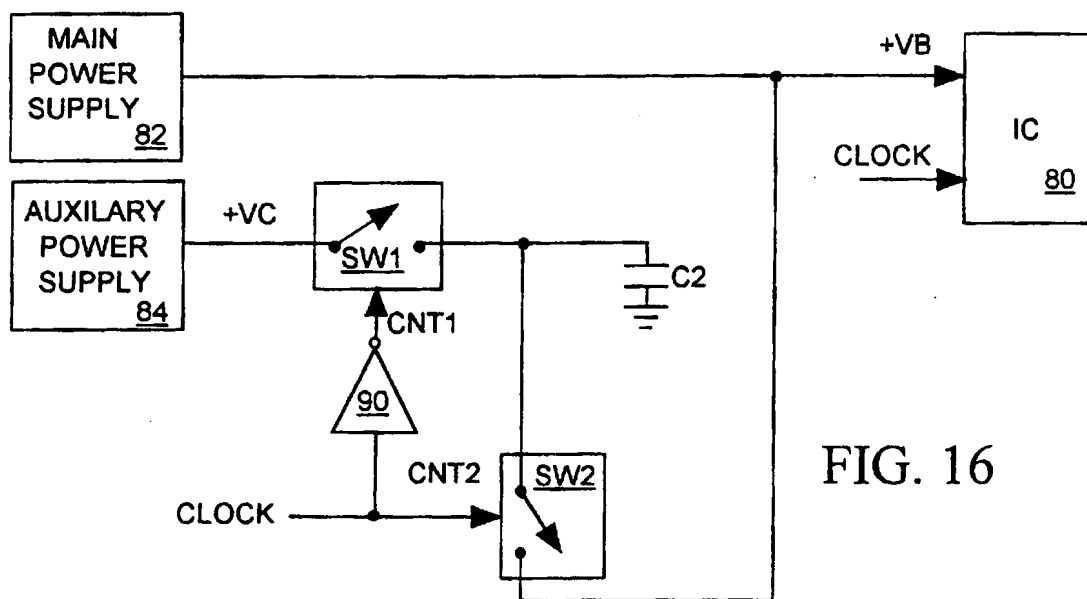 MAIN
POWER
SUPPLY
82
+VB
IC
80
CLOCK
AUXILARY
POWER
SUPPLY
84
+VC
SW1
C2
CNT1
90
CNT2
SW2
CLOCK
FIG. 16